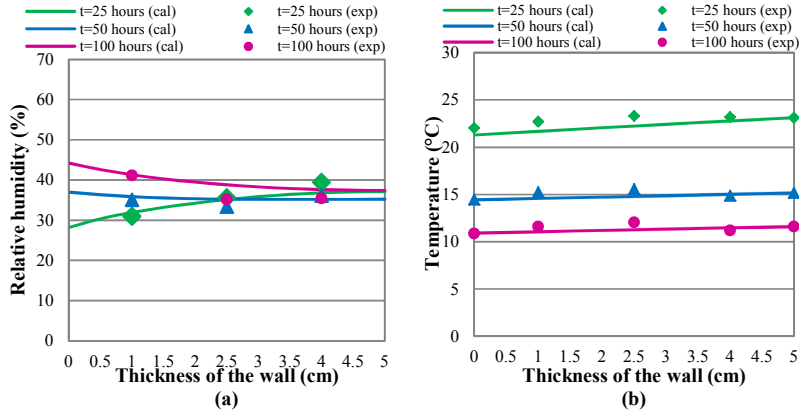 t=25 hours (cal) t=25 hours (exp)
t=50 hours (cal) t=50 hours (exp)
t=100 hours (cal) t=100 hours (exp)
70
60
50
40
30
20
10
0
Relative humidity (%)
0 0.5 1 1.5 2 2.5 3 3.5 4 4.5 5
Thickness of the wall (cm)
(a)
t=25 hours (cal) t=25 hours (exp)
t=50 hours (cal) t=50 hours (exp)
t=100 hours (cal) t=100 hours (exp)
30
25
20
15
10
5
0
Temperature (°C)
0 0.5 1 1.5 2 2.5 3 3.5 4 4.5 5
Thickness of the wall (cm)
(b)